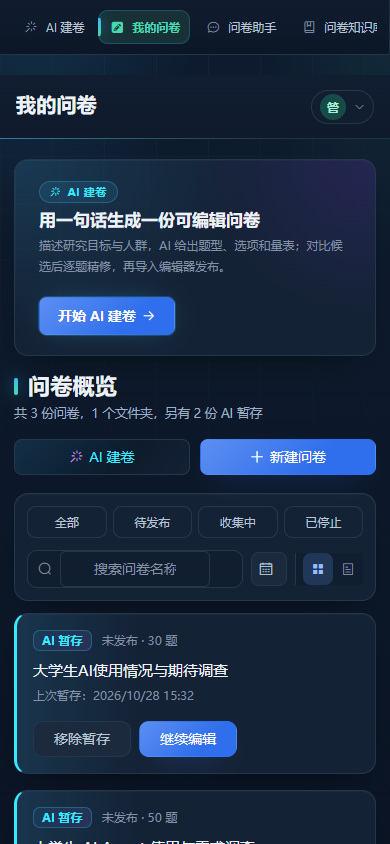 AI 建卷
我的问卷
问卷助手
问卷知识库
我的问卷
管
AI 建卷
用一句话生成一份可编辑问卷
描述研究目标与人群，AI 给出题型、选项和量表；对比候
选后逐题精修，再导入编辑器发布。
开始 AI 建卷 →
问卷概览
共 3 份问卷，1 个文件夹，另有 2 份 AI 暂存
AI 建卷
新建问卷
全部
待发布
收集中
已停止
搜索问卷名称
AI 暂存 未发布 · 30 题
大学生AI使用情况与期待调查
上次暂存：2026/10/28 15:32
移除暂存
继续编辑
AI 暂存 未发布 · 50 题